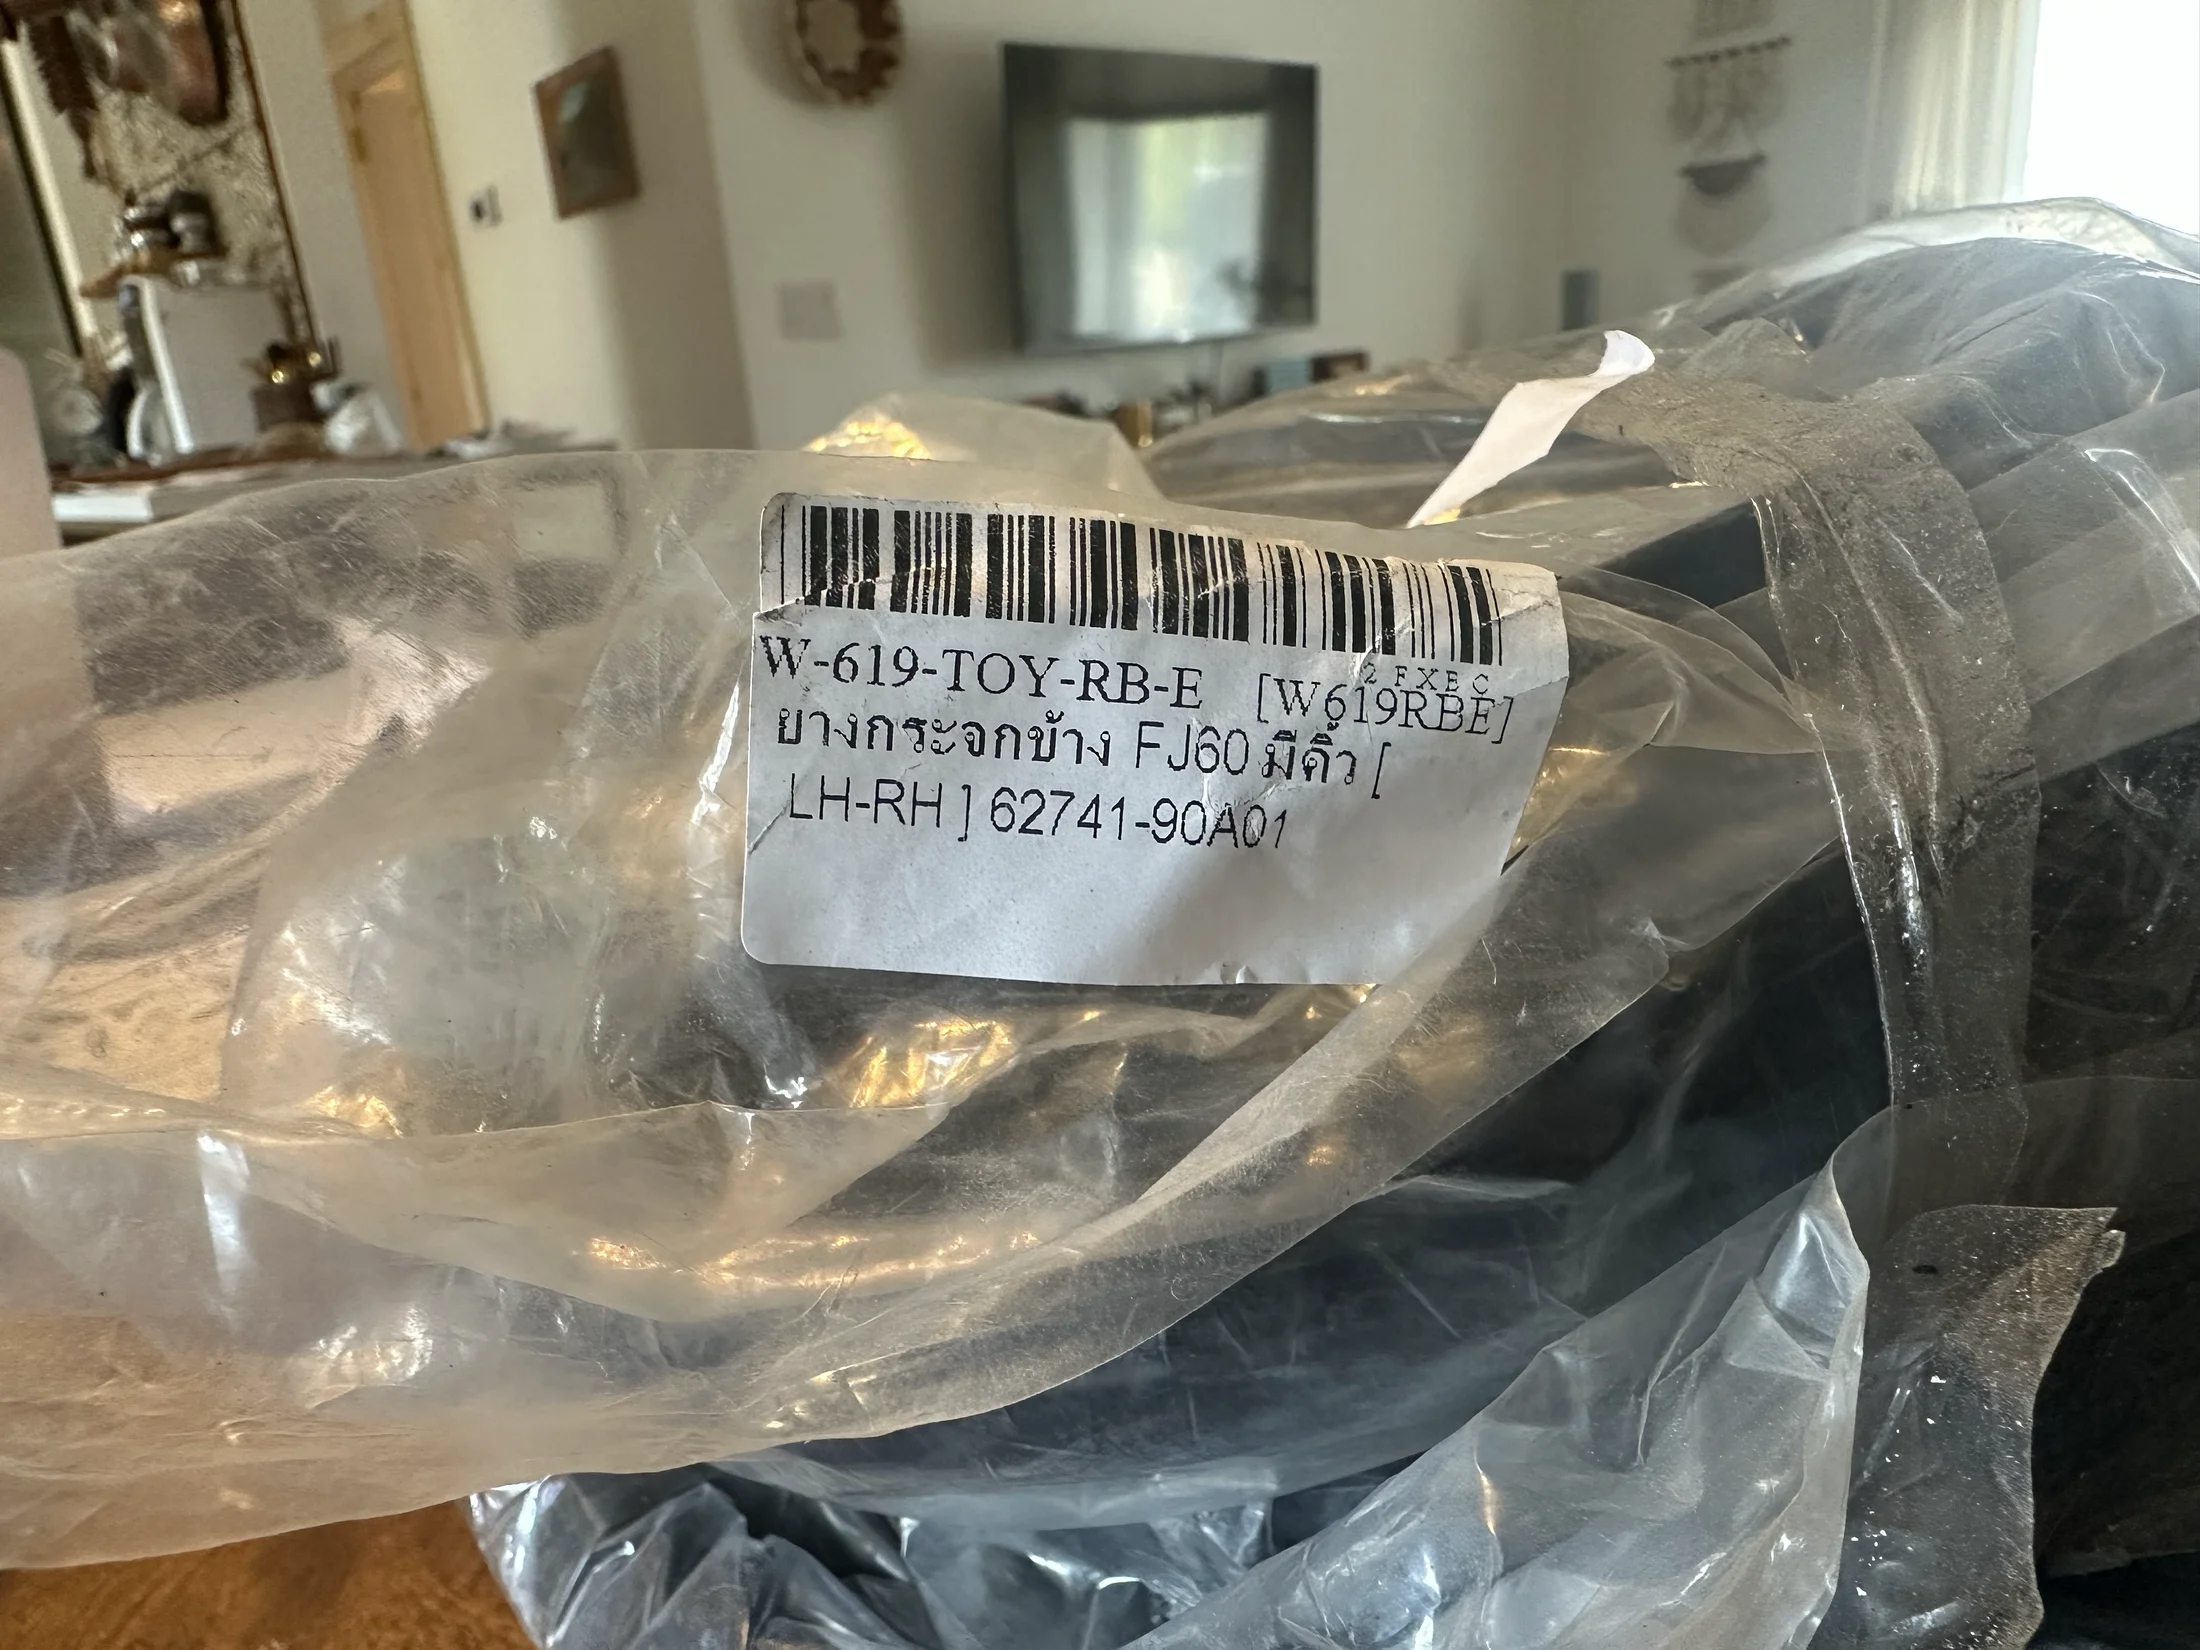 W-619-TOY-RB-E [W619RBE]
2 F X E C
ยางกระจกข้าง FJ60 มีคิ้ว [
LH-RH ] 62741-90A01